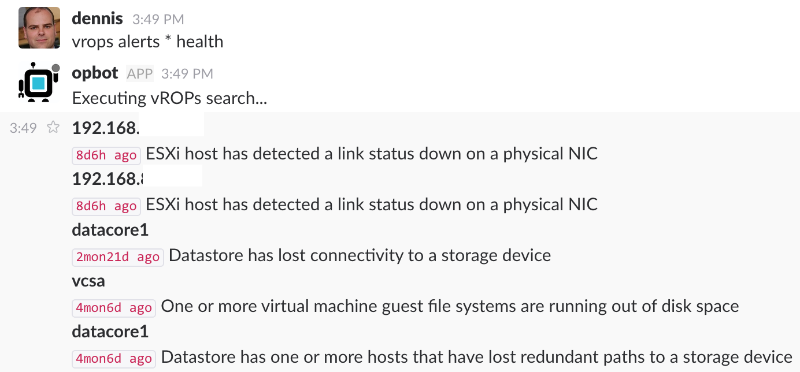 dennis 3:49 PM
vrops alerts * health
opbot APP 3:49 PM
Executing vROPs search...
3:49 192.168.
8d6h ago ESXi host has detected a link status down on a physical NIC
192.168.
8d6h ago ESXi host has detected a link status down on a physical NIC
datacore1
2mon21d ago Datastore has lost connectivity to a storage device
vcsa
4mon6d ago One or more virtual machine guest file systems are running out of disk space
datacore1
4mon6d ago Datastore has one or more hosts that have lost redundant paths to a storage device